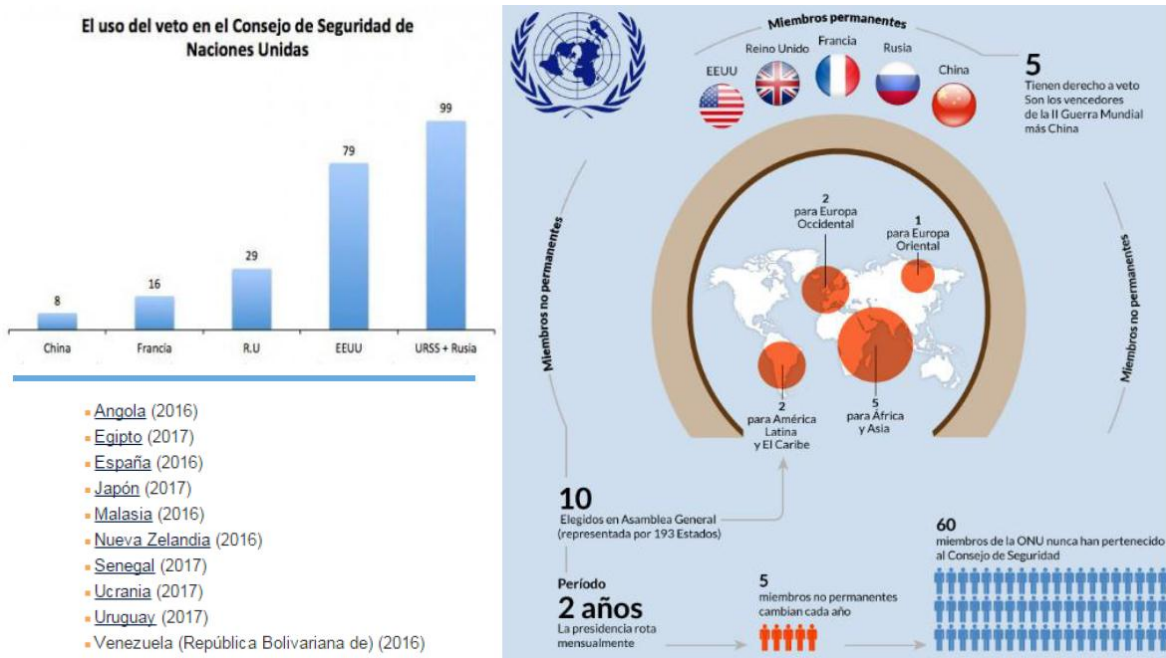 El uso del veto en el Consejo de Seguridad de
Naciones Unidas
99
79
29
16
8
China
Francia
R.U
EEUU
URSS + Rusia
Angola (2016)
Egipto (2017)
España (2016)
Japón (2017)
Malasia (2016)
Nueva Zelandia (2016)
Senegal (2017)
Ucrania (2017)
Uruguay (2017)
Venezuela (República Bolivariana de) (2016)
Miembros permanentes
EEUU
Reino Unido
Francia
Rusia
China
5
Tienen derecho a veto
Son los vencedores
de la II Guerra Mundial
más China
Miembros no permanentes
Miembros no permanentes
2
para Europa
Occidental
1
para Europa
Oriental
2
para América
Latina
y El Caribe
5
para África
y Asia
10
Elegidos en Asamblea General
(representada por 193 Estados)
Período
2 años
La presidencia rota
mensualmente
5
miembros no permanentes
cambian cada año
60
miembros de la ONU nunca han pertenecido
al Consejo de Seguridad